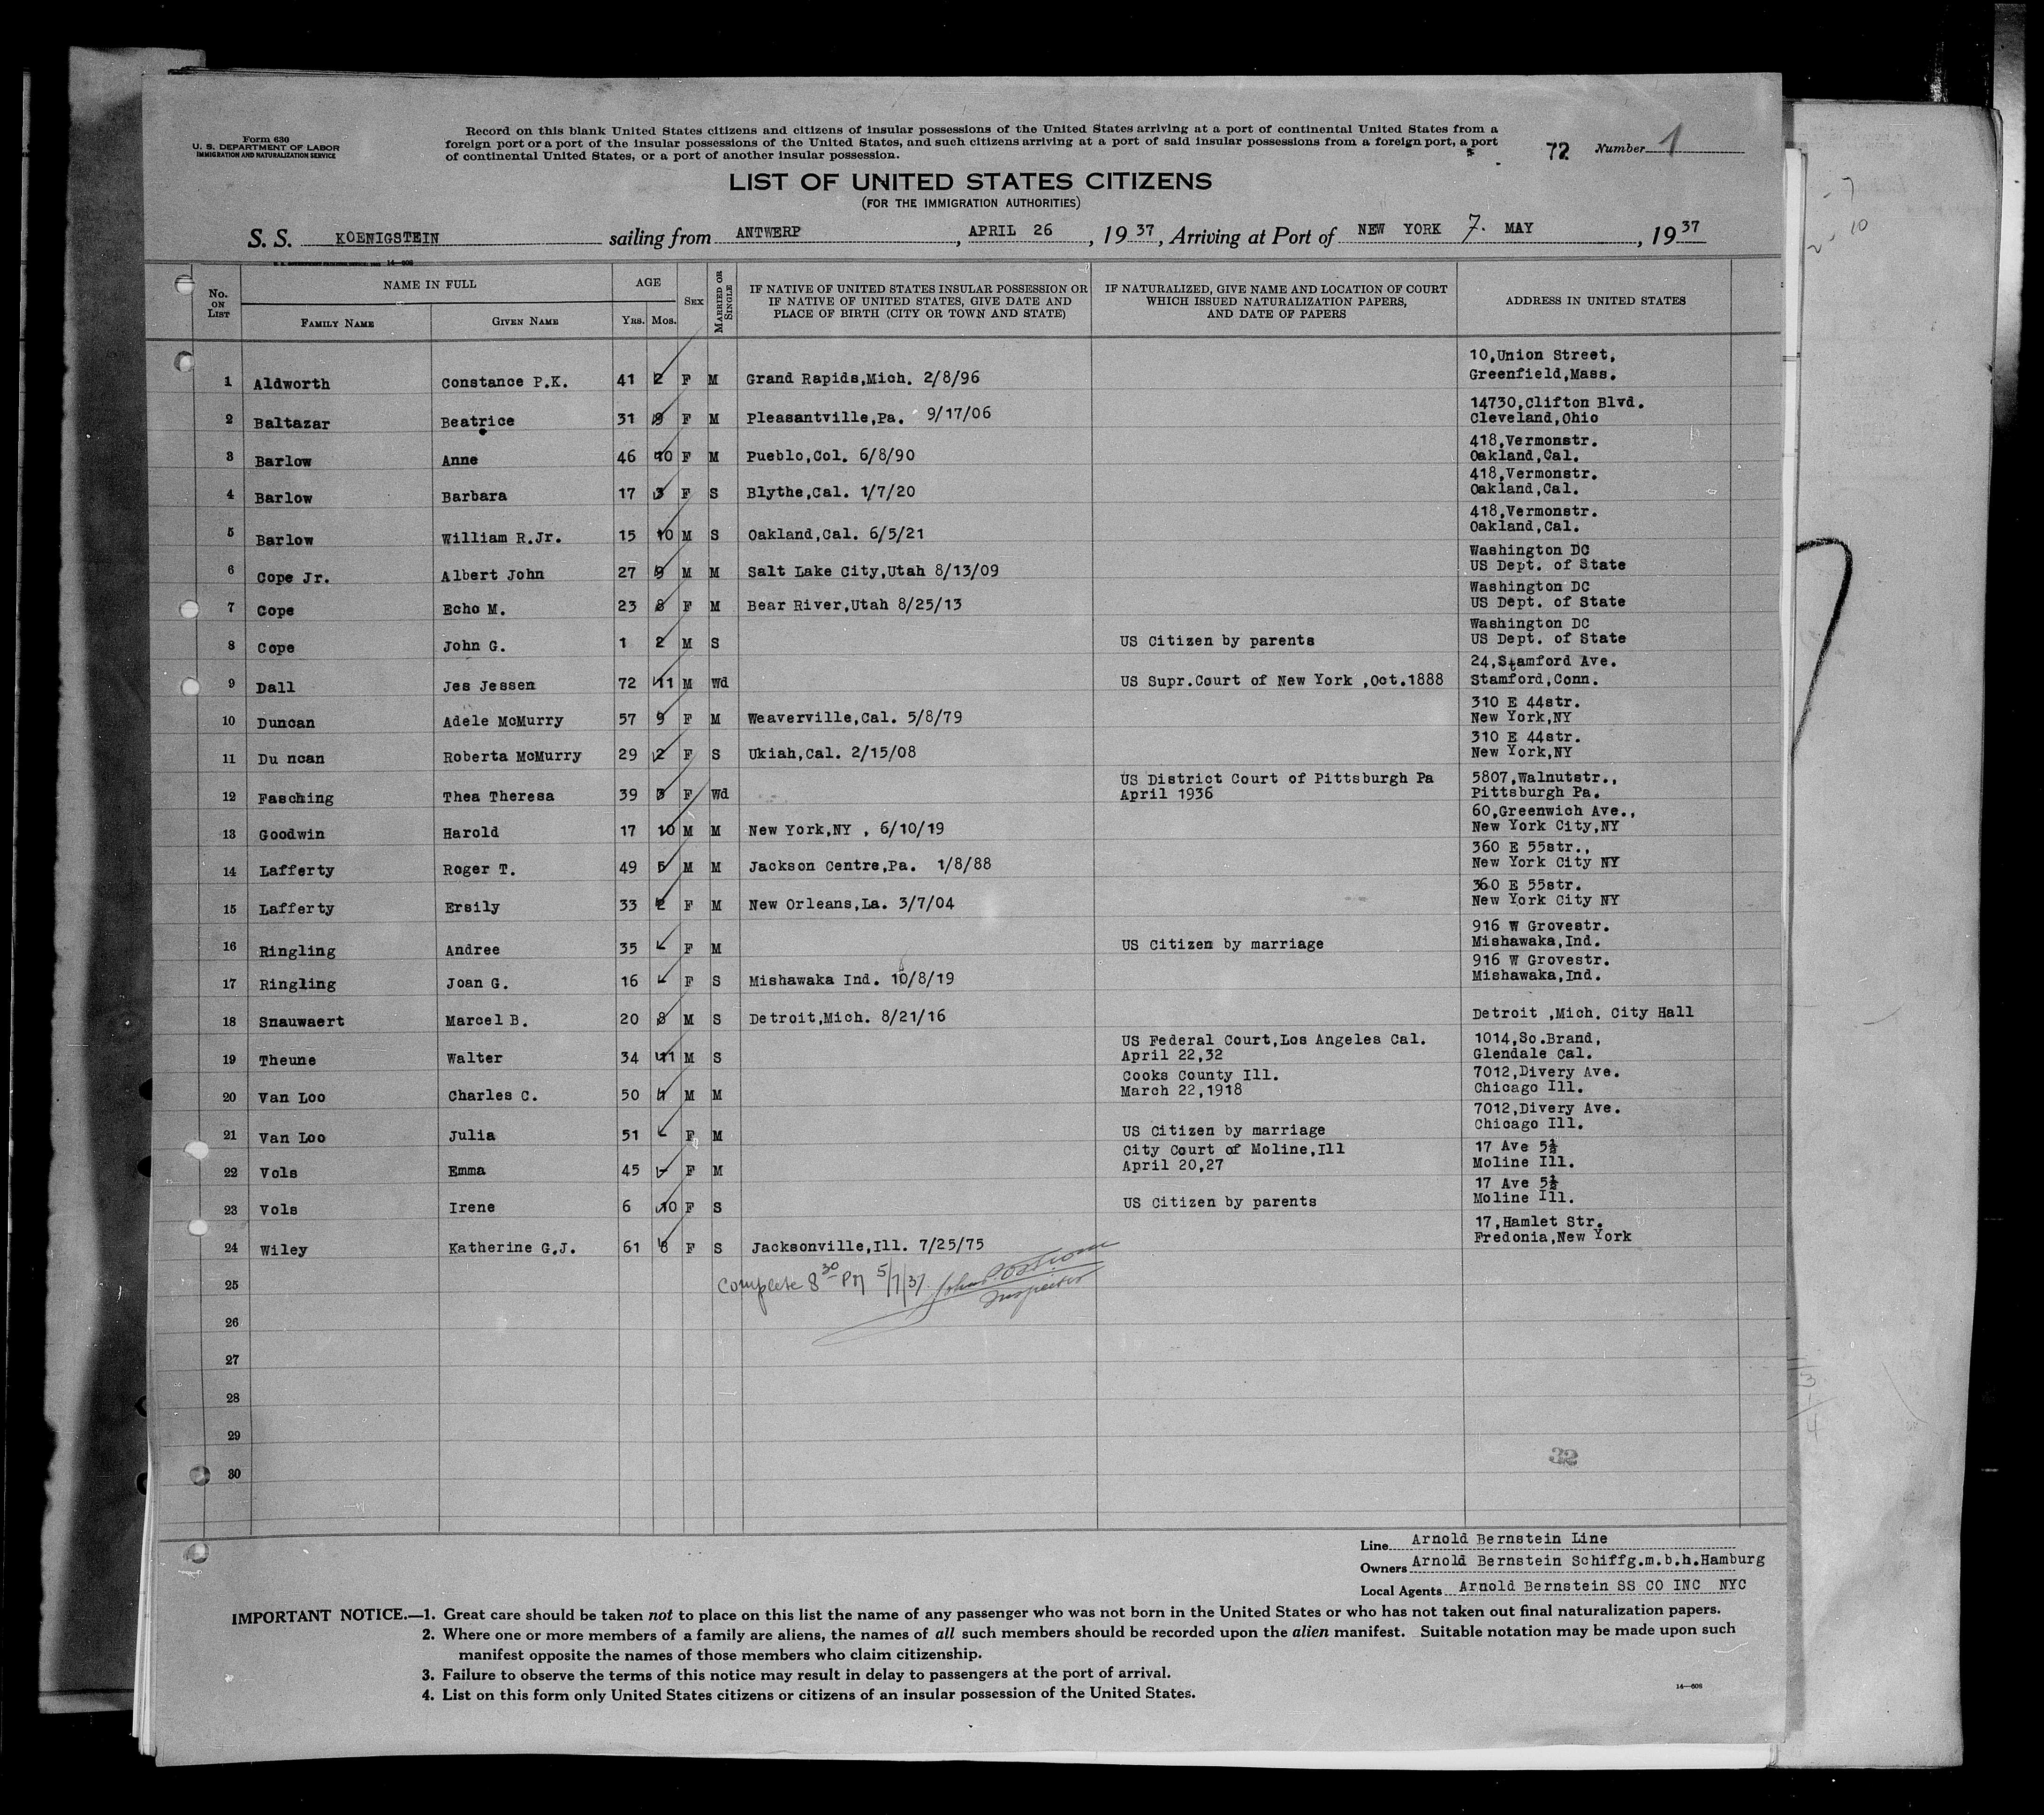 Form 630
U. S. DEPARTMENT OF LABOR
IMMIGRATION AND NATURALIZATION SERVICE
Record on this blank United States citizens and citizens of insular possessions of the United States arriving at a port of continental United States from a
foreign port or a port of the insular possessions of the United States, and such citizens arriving at a port of said insular possessions from a foreign port, a port
of continental United States, or a port of another insular possession.
72 Number 1
LIST OF UNITED STATES CITIZENS
(FOR THE IMMIGRATION AUTHORITIES)
S. S. KOENIGSTEIN sailing from ANTWERP, APRIL 26, 1937, Arriving at Port of NEW YORK 7. MAY, 1937
14—608
No. ON LIST
NAME IN FULL
FAMILY NAME
GIVEN NAME
AGE
YRS. MOS.
SEX
MARRIED OR SINGLE
IF NATIVE OF UNITED STATES INSULAR POSSESSION OR
IF NATIVE OF UNITED STATES, GIVE DATE AND
PLACE OF BIRTH (CITY OR TOWN AND STATE)
IF NATURALIZED, GIVE NAME AND LOCATION OF COURT
WHICH ISSUED NATURALIZATION PAPERS,
AND DATE OF PAPERS
ADDRESS IN UNITED STATES
1 Aldworth Constance P.K. 41 2 F M Grand Rapids,Mich. 2/8/96 10,Union Street,
Greenfield,Mass.
2 Baltazar Beatrice 31 9 F M Pleasantville,Pa. 9/17/06 14730,Clifton Blvd.
Cleveland,Ohio
3 Barlow Anne 46 10 F M Pueblo,Col. 6/8/90 418,Vermonstr.
Oakland,Cal.
4 Barlow Barbara 17 3 F S Blythe,Cal. 1/7/20 418,Vermonstr.
Oakland,Cal.
5 Barlow William R.Jr. 15 10 M S Oakland,Cal. 6/5/21 418,Vermonstr.
Oakland,Cal.
6 Cope Jr. Albert John 27 9 M M Salt Lake City,Utah 8/13/09 Washington DC
US Dept. of State
7 Cope Echo M. 23 8 F M Bear River,Utah 8/25/13 Washington DC
US Dept. of State
8 Cope John G. 1 2 M S US Citizen by parents Washington DC
US Dept. of State
9 Dall Jes Jessen 72 11 M Wd US Supr.Court of New York ,Oct.1888 24,Stamford Ave.
Stamford,Conn.
10 Duncan Adele McMurry 57 9 F M Weaverville,Cal. 5/8/79 310 E 44str.
New York,NY
11 Du ncan Roberta McMurry 29 2 F S Ukiah,Cal. 2/15/08 310 E 44str.
New York,NY
12 Fasching Thea Theresa 39 3 F Wd US District Court of Pittsburgh Pa
April 1936 5807,Walnutstr.,
Pittsburgh Pa.
13 Goodwin Harold 17 10 M M New York,NY , 6/10/19 60,Greenwich Ave.,
New York City,NY
14 Lafferty Roger T. 49 5 M M Jackson Centre,Pa. 1/8/88 360 E 55str.,
New York City NY
15 Lafferty Ersily 33 2 F M New Orleans,La. 3/7/04 360 E 55str.
New York City NY
16 Ringling Andree 35 F M US Citizen by marriage 916 W Grovestr.
Mishawaka,Ind.
17 Ringling Joan G. 16 F S Mishawaka Ind. 10/8/19 916 W Grovestr.
Mishawaka,Ind.
18 Snauwaert Marcel B. 20 8 M S Detroit,Mich. 8/21/16 Detroit ,Mich. City Hall
19 Theune Walter 34 11 M S US Federal Court,Los Angeles Cal.
April 22,32 1014,So.Brand,
Glendale Cal.
20 Van Loo Charles C. 50 M M Cooks County Ill.
March 22,1918 7012,Divery Ave.
Chicago Ill.
21 Van Loo Julia 51 F M US Citizen by marriage 7012,Divery Ave.
Chicago Ill.
22 Vols Emma 45 F M City Court of Moline,Ill
April 20,27 17 Ave 5½
Moline Ill.
23 Vols Irene 6 10 F S US Citizen by parents 17 Ave 5½
Moline Ill.
24 Wiley Katherine G.J. 61 8 F S Jacksonville,Ill. 7/25/75 17,Hamlet Str.
Fredonia,New York
25 Complete 8 30 PM 5/7/37. John
Inspector
26
27
28
29
30
32
Line Arnold Bernstein Line
Owners Arnold Bernstein Schiffg.m.b.h.Hamburg
Local Agents Arnold Bernstein SS CO INC NYC
IMPORTANT NOTICE.—1. Great care should be taken not to place on this list the name of any passenger who was not born in the United States or who has not taken out final naturalization papers.
2. Where one or more members of a family are aliens, the names of all such members should be recorded upon the alien manifest. Suitable notation may be made upon such
manifest opposite the names of those members who claim citizenship.
3. Failure to observe the terms of this notice may result in delay to passengers at the port of arrival.
4. List on this form only United States citizens or citizens of an insular possession of the United States.
14—608